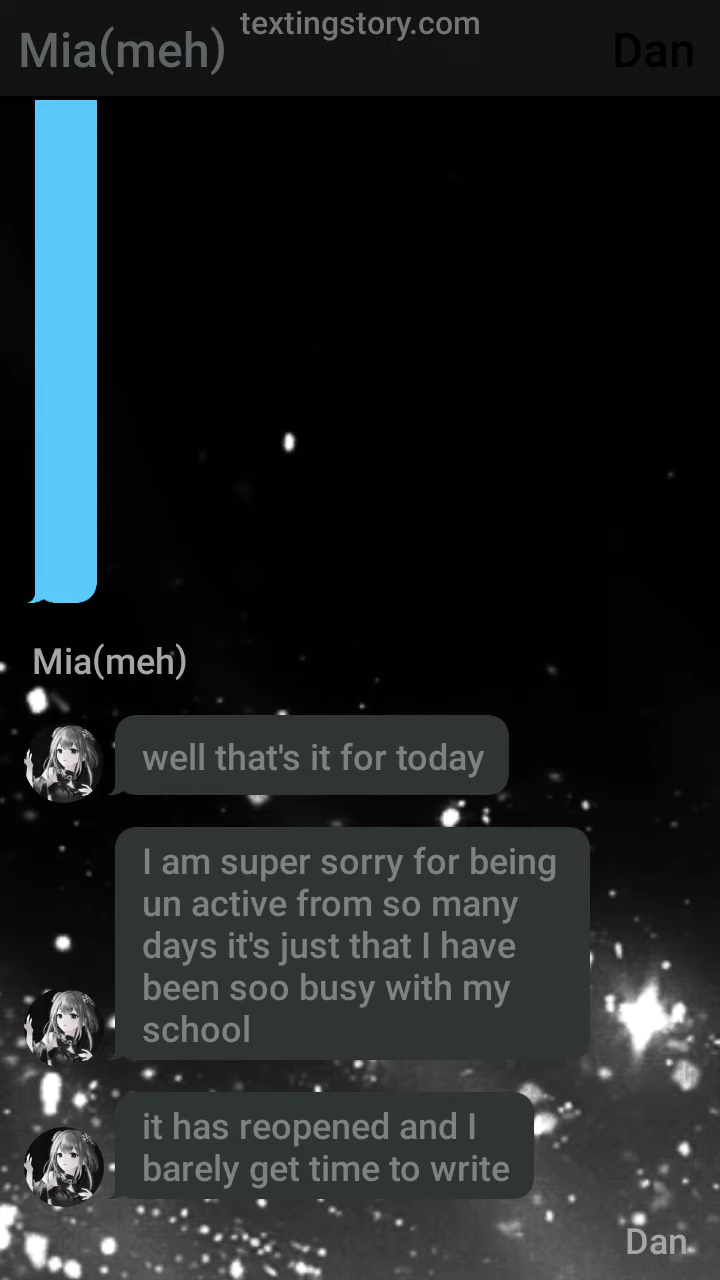 textingstory.com
Mia(meh)
Dan
Mia(meh)
well that's it for today
I am super sorry for being
un active from so many
days it's just that I have
been soo busy with my
school
it has reopened and I
barely get time to write
Dan